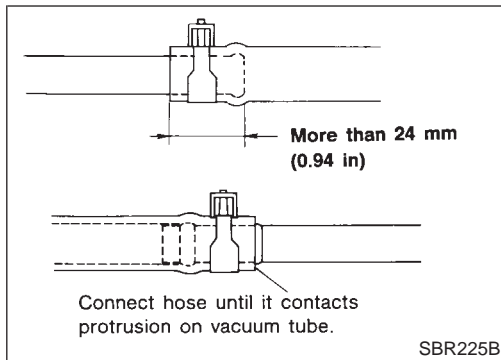 More than 24 mm
(0.94 in)
Connect hose until it contacts
protrusion on vacuum tube.
SBR225B